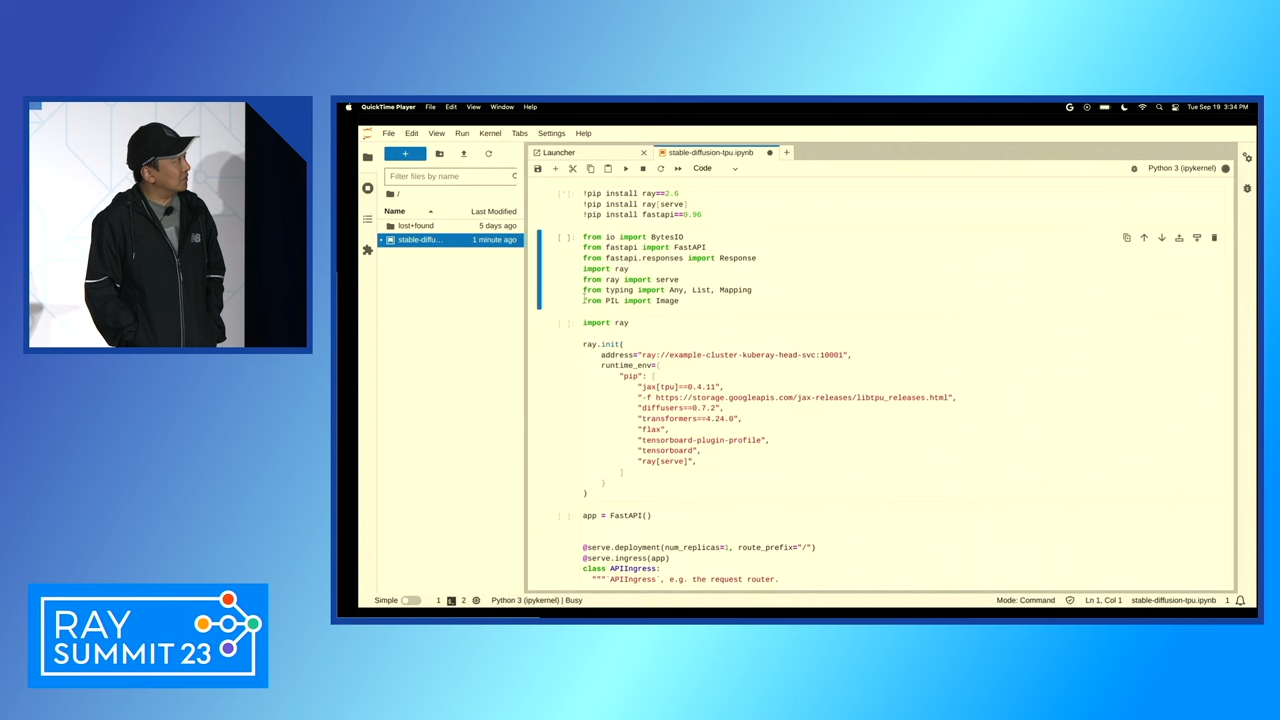 QuickTime Player File Edit View Window Help
Tue Sep 19 3:34 PM
File Edit View Run Kernel Tabs Settings Help
+
Launcher
stable-diffusion-tpu.ipynb
+
Code
Python 3 (ipykernel)
Filter files by name
/
Name Last Modified
lost+found 5 days ago
stable-diffu... 1 minute ago
[*]: !pip install ray==2.6
!pip install ray[serve]
!pip install fastapi==0.96
[ ]: from io import BytesIO
from fastapi import FastAPI
from fastapi.responses import Response
import ray
from ray import serve
from typing import Any, List, Mapping
from PIL import Image
[ ]: import ray
ray.init(
address="ray://example-cluster-kuberay-head-svc:10001",
runtime_env={
"pip": [
"jax[tpu]==0.4.11",
"-f https://storage.googleapis.com/jax-releases/libtpu_releases.html",
"diffusers==0.7.2",
"transformers==4.24.0",
"flax",
"tensorboard-plugin-profile",
"tensorboard",
"ray[serve]",
]
}
)
[ ]: app = FastAPI()
@serve.deployment(num_replicas=1, route_prefix="/")
@serve.ingress(app)
class APIIngress:
"""`APIIngress`, e.g. the request router.
Simple 1 2 Python 3 (ipykernel) | Busy
Mode: Command Ln 1, Col 1 stable-diffusion-tpu.ipynb 1
RAY
SUMMIT 23